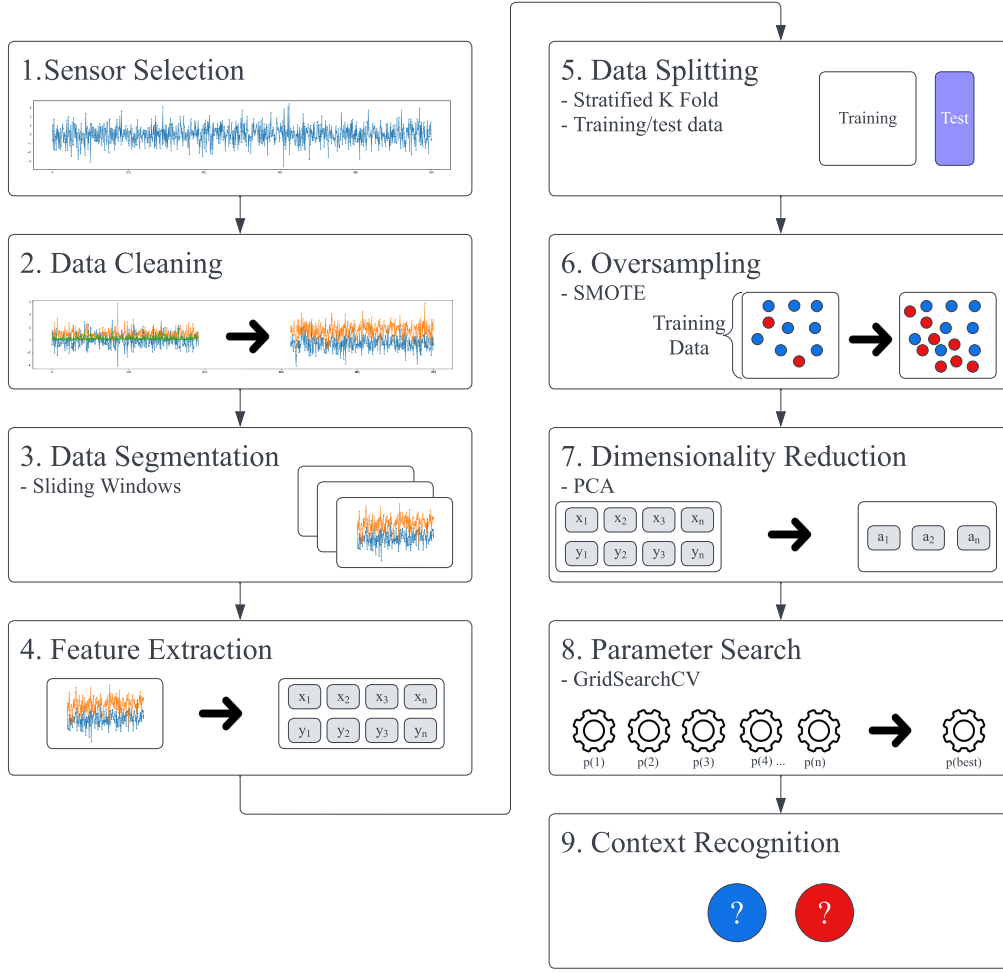 1.Sensor Selection
2. Data Cleaning
3. Data Segmentation
- Sliding Windows
4. Feature Extraction
x1 x2 x3 xn
y1 y2 y3 yn
5. Data Splitting
- Stratified K Fold
- Training/test data
Training
Test
6. Oversampling
- SMOTE
Training
Data
7. Dimensionality Reduction
- PCA
x1 x2 x3 xn
y1 y2 y3 yn
a1 a2 an
8. Parameter Search
- GridSearchCV
p(1) p(2) p(3) p(4) ... p(n) p(best)
9. Context Recognition
? ?